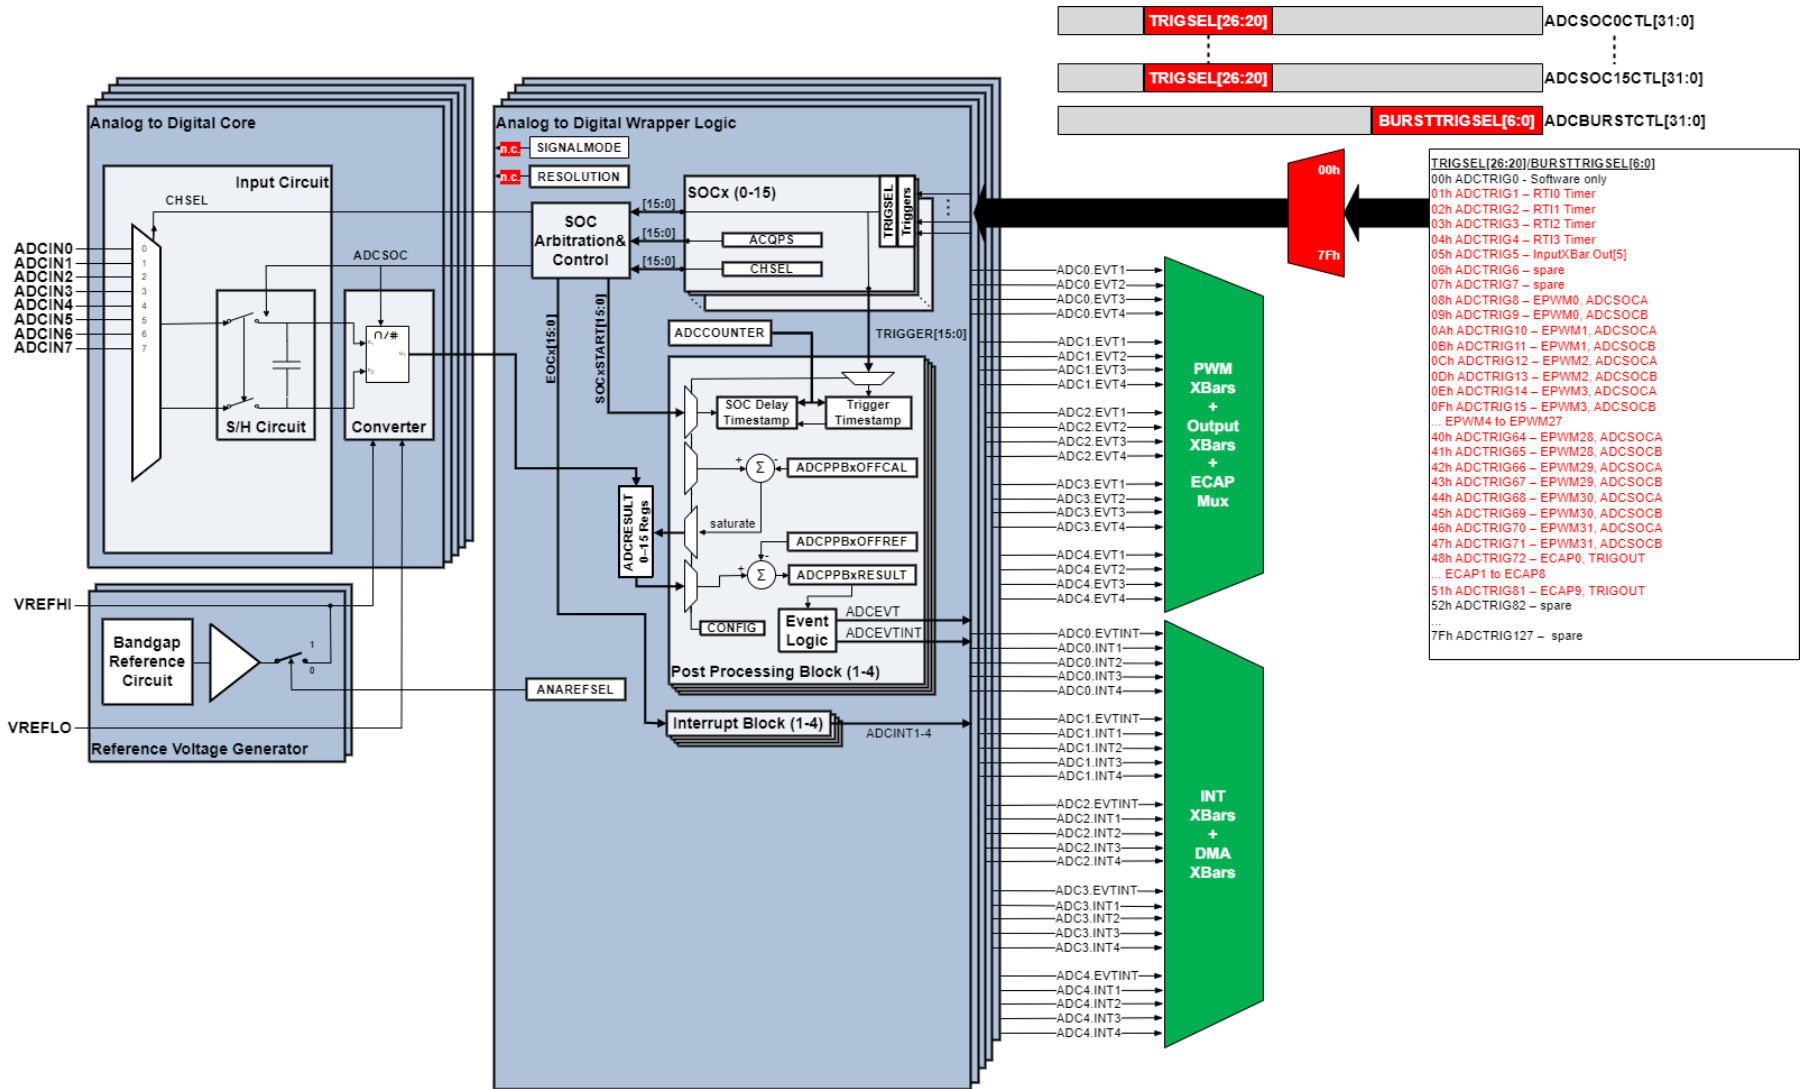 TRIGSEL[26:20]
ADCSOC0CTL[31:0]
TRIGSEL[26:20]
ADCSOC15CTL[31:0]
BURSTTRIGSEL[6:0]
ADCBURSTCTL[31:0]
Analog to Digital Core
Input Circuit
CHSEL
ADCSOC
ADCIN0
ADCIN1
ADCIN2
ADCIN3
ADCIN4
ADCIN5
ADCIN6
ADCIN7
0
1
2
3
4
5
6
7
S/H Circuit
∩/#
Converter
VREFHI
VREFLO
Bandgap
Reference
Circuit
1
0
Reference Voltage Generator
Analog to Digital Wrapper Logic
n.c.
SIGNALMODE
n.c.
RESOLUTION
SOC
Arbitration&
Control
[15:0]
[15:0]
[15:0]
SOCx (0-15)
ACQPS
CHSEL
TRIGSEL
Triggers
TRIGGER[15:0]
EOCx[15:0]
SOCxSTART[15:0]
ADCCOUNTER
SOC Delay
Timestamp
Trigger
Timestamp
+
Σ
-
ADCPPBxOFFCAL
saturate
ADCRESULT
0–15 Regs
ADCPPBxOFFREF
-
+
Σ
ADCPPBxRESULT
CONFIG
Event
Logic
ADCEVT
ADCEVTINT
Post Processing Block (1-4)
ANAREFSEL
Interrupt Block (1-4)
ADCINT1-4
ADC0.EVT1
ADC0.EVT2
ADC0.EVT3
ADC0.EVT4
ADC1.EVT1
ADC1.EVT2
ADC1.EVT3
ADC1.EVT4
ADC2.EVT1
ADC2.EVT2
ADC2.EVT3
ADC2.EVT4
ADC3.EVT1
ADC3.EVT2
ADC3.EVT3
ADC3.EVT4
ADC4.EVT1
ADC4.EVT2
ADC4.EVT3
ADC4.EVT4
PWM
XBars
+
Output
XBars
+
ECAP
Mux
ADC0.EVTINT
ADC0.INT1
ADC0.INT2
ADC0.INT3
ADC0.INT4
ADC1.EVTINT
ADC1.INT1
ADC1.INT2
ADC1.INT3
ADC1.INT4
ADC2.EVTINT
ADC2.INT1
ADC2.INT2
ADC2.INT3
ADC2.INT4
ADC3.EVTINT
ADC3.INT1
ADC3.INT2
ADC3.INT3
ADC3.INT4
ADC4.EVTINT
ADC4.INT1
ADC4.INT2
ADC4.INT3
ADC4.INT4
INT
XBars
+
DMA
XBars
00h
7Fh
TRIGSEL[26:20]/BURSTTRIGSEL[6:0]
00h ADCTRIG0 - Software only
01h ADCTRIG1 – RTI0 Timer
02h ADCTRIG2 – RTI1 Timer
03h ADCTRIG3 – RTI2 Timer
04h ADCTRIG4 – RTI3 Timer
05h ADCTRIG5 – InputXBar.Out[5]
06h ADCTRIG6 – spare
07h ADCTRIG7 – spare
08h ADCTRIG8 – EPWM0, ADCSOCA
09h ADCTRIG9 – EPWM0, ADCSOCB
0Ah ADCTRIG10 – EPWM1, ADCSOCA
0Bh ADCTRIG11 – EPWM1, ADCSOCB
0Ch ADCTRIG12 – EPWM2, ADCSOCA
0Dh ADCTRIG13 – EPWM2, ADCSOCB
0Eh ADCTRIG14 – EPWM3, ADCSOCA
0Fh ADCTRIG15 – EPWM3, ADCSOCB
... EPWM4 to EPWM27
40h ADCTRIG64 – EPWM28, ADCSOCA
41h ADCTRIG65 – EPWM28, ADCSOCB
42h ADCTRIG66 – EPWM29, ADCSOCA
43h ADCTRIG67 – EPWM29, ADCSOCB
44h ADCTRIG68 – EPWM30, ADCSOCA
45h ADCTRIG69 – EPWM30, ADCSOCB
46h ADCTRIG70 – EPWM31, ADCSOCA
47h ADCTRIG71 – EPWM31, ADCSOCB
48h ADCTRIG72 – ECAP0, TRIGOUT
... ECAP1 to ECAP8
51h ADCTRIG81 – ECAP9, TRIGOUT
52h ADCTRIG82 – spare
...
7Fh ADCTRIG127 – spare